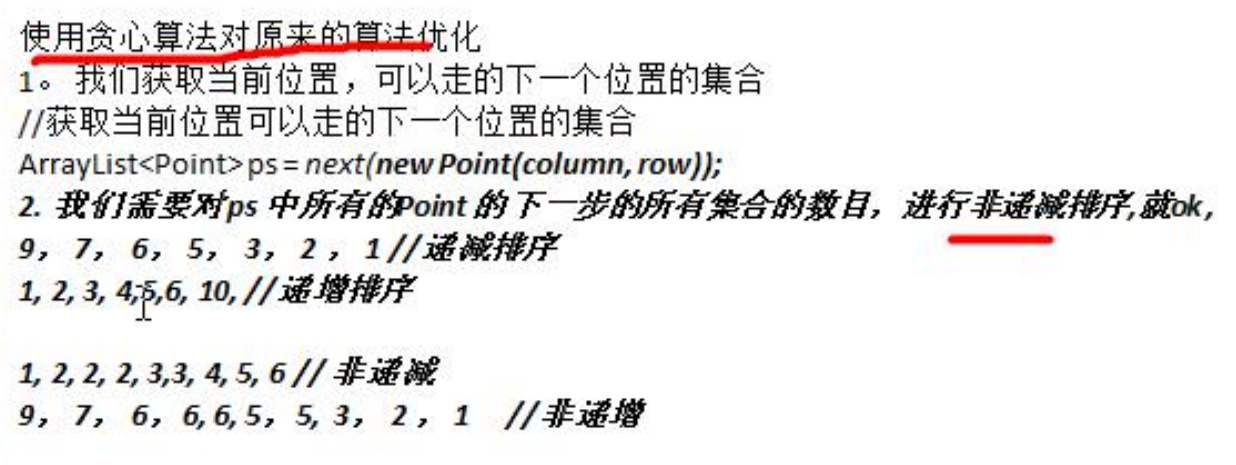 使用贪心算法对原来的算法优化
1。 我们获取当前位置，可以走的下一个位置的集合
//获取当前位置可以走的下一个位置的集合
ArrayList<Point> ps = next(new Point(column, row));
2. 我们需要对ps 中所有的Point 的下一步的所有集合的数目，进行非递减排序,就ok，
9， 7， 6， 5， 3， 2 ，1 //递减排序
1, 2, 3, 4,5,6, 10, //递增排序
1, 2, 2, 2, 3,3, 4, 5, 6 // 非递减
9， 7， 6， 6, 6, 5， 5, 3， 2 ， 1 //非递增